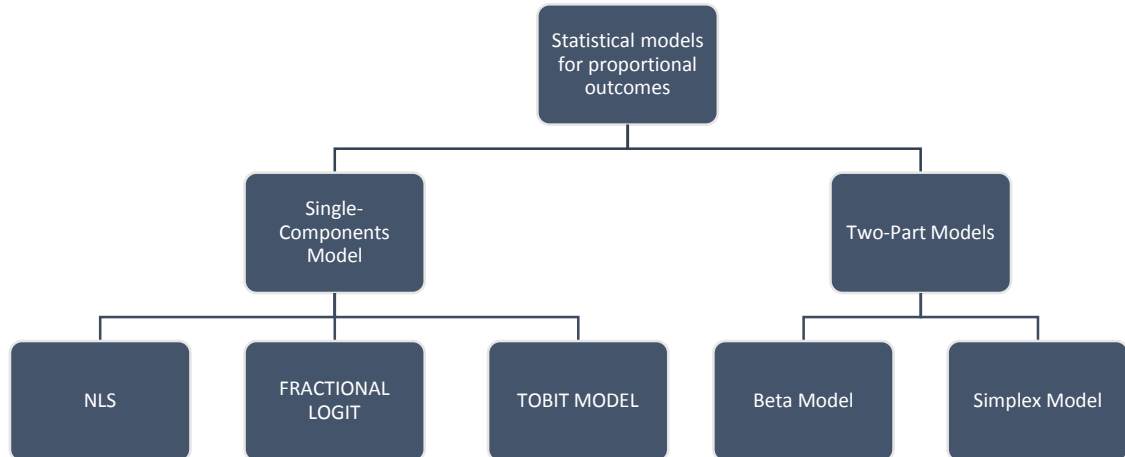 Statistical models
for proportional
outcomes
Single-
Components
Model
Two-Part Models
NLS
FRACTIONAL
LOGIT
TOBIT MODEL
Beta Model
Simplex Model